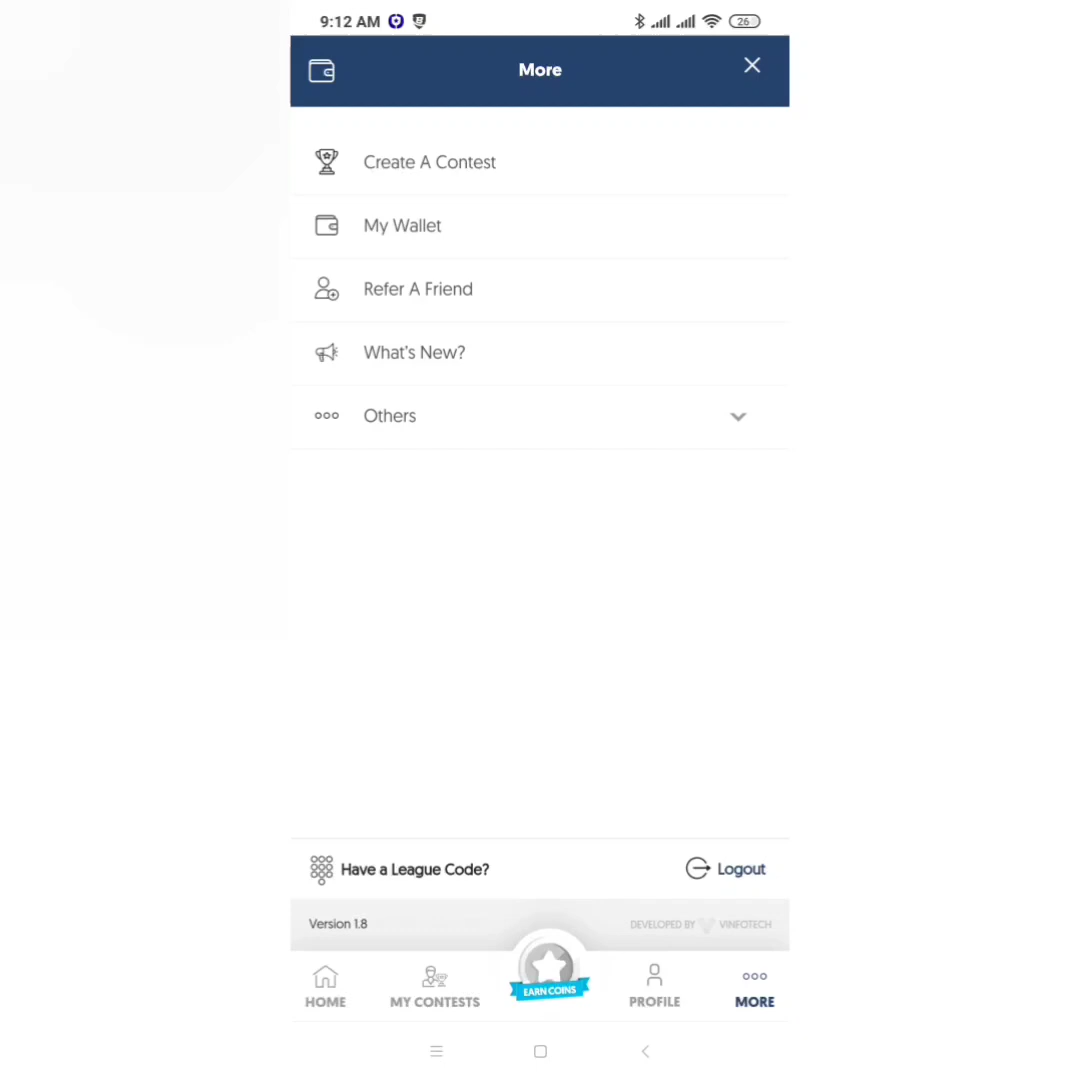 9:12 AM
26
More
Create A Contest
My Wallet
Refer A Friend
What's New?
Others
Have a League Code?
Logout
Version 1.8
DEVELOPED BY VINFOTECH
EARN COINS
HOME
MY CONTESTS
PROFILE
MORE